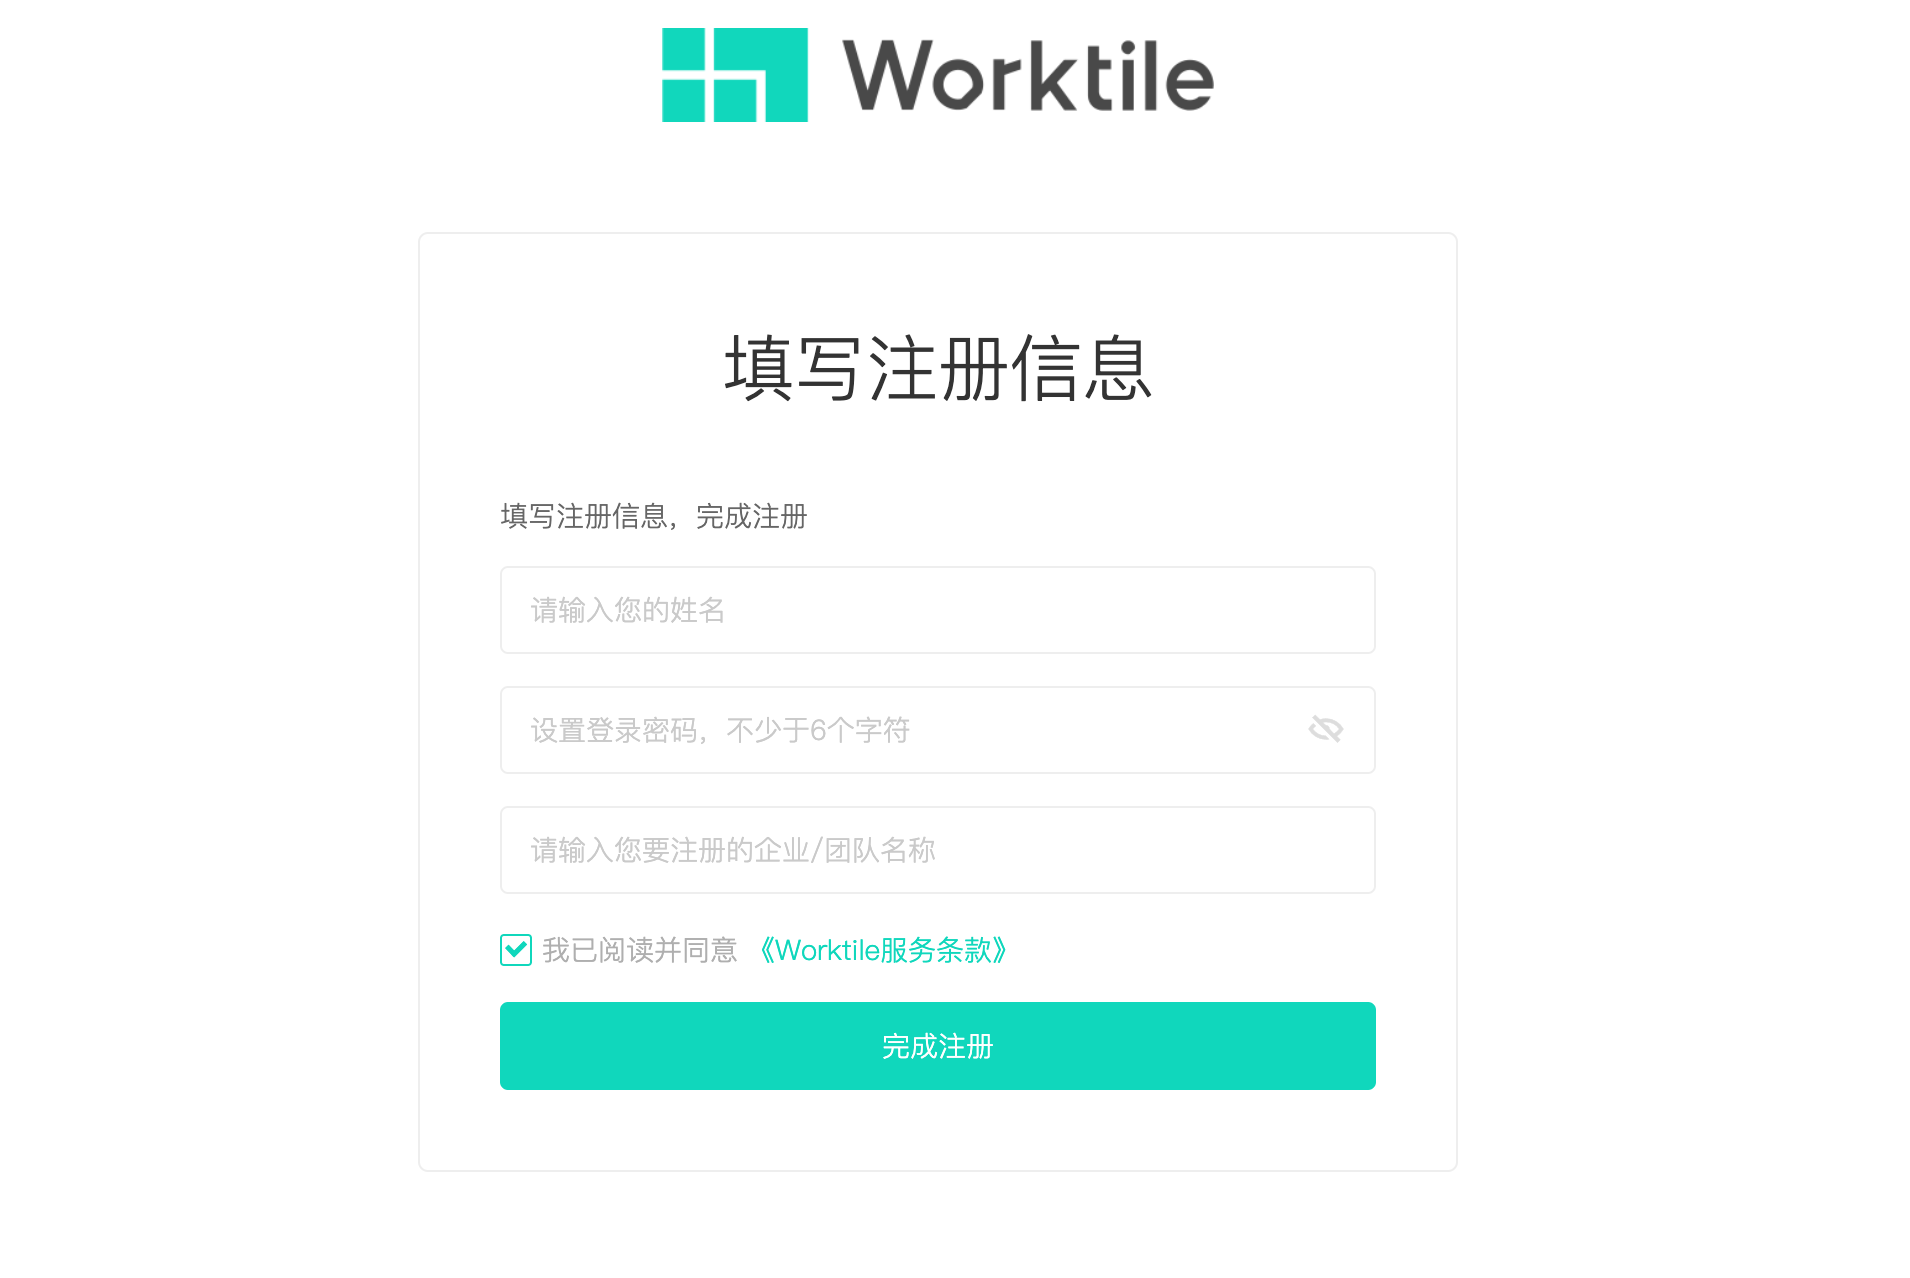 Worktile
填写注册信息
填写注册信息，完成注册
请输入您的姓名
设置登录密码，不少于6个字符
请输入您要注册的企业/团队名称
我已阅读并同意 《Worktile服务条款》
完成注册